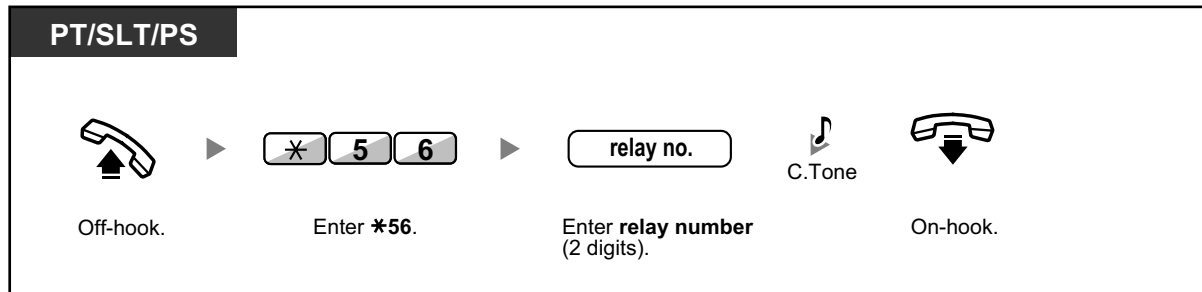 PT/SLT/PS
* 5 6
relay no.
C.Tone
Off-hook.
Enter *56.
Enter relay number
(2 digits).
On-hook.